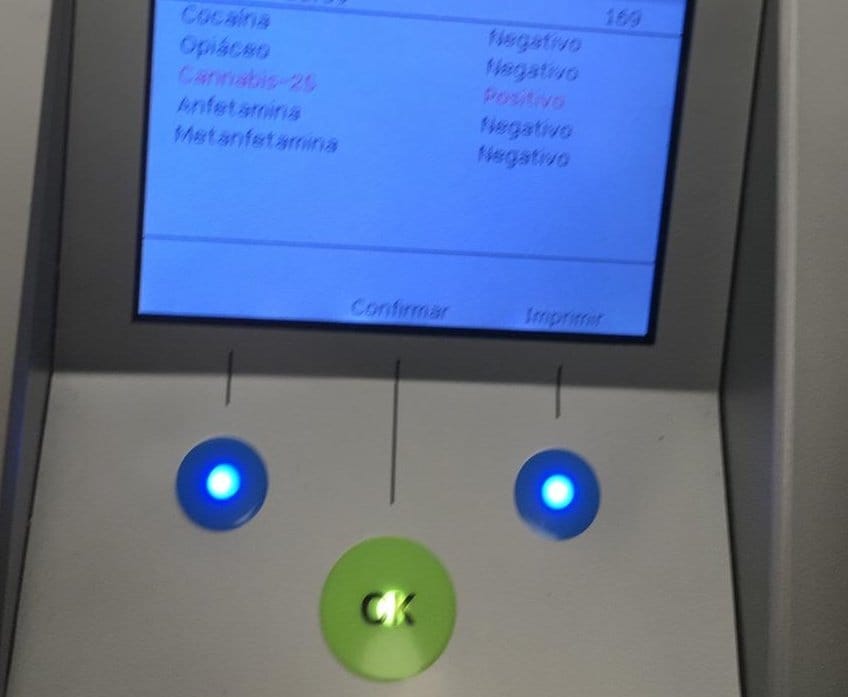 169
Cocaína Negativo
Opiáceo Negativo
Cannabis-25 Positivo
Anfetamina Negativo
Metanfetamina Negativo
Confirmar Imprimir
OK